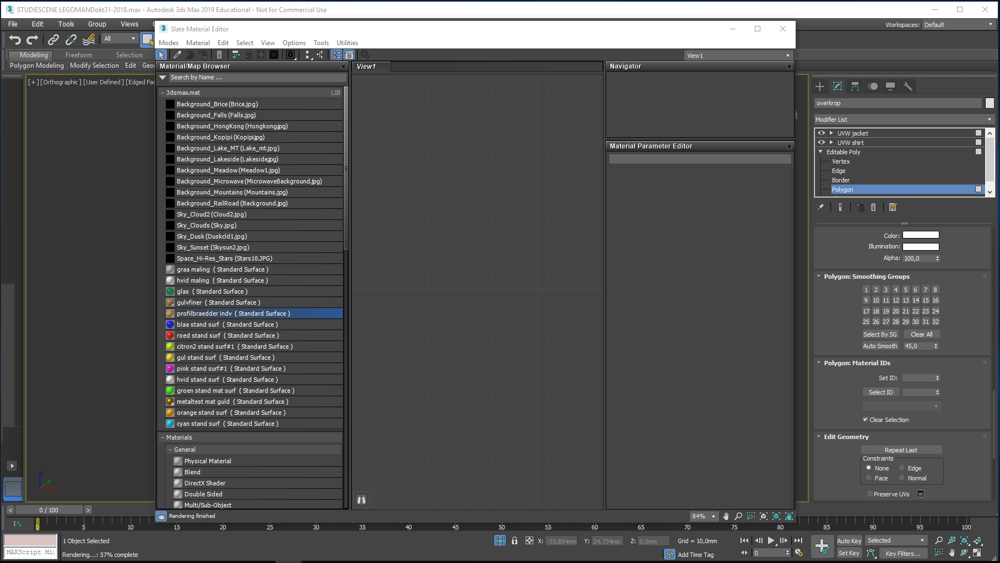 STUDIESCENE LEGOMANDokt31-2018.max - Autodesk 3ds Max 2019 Educational - Not for Commercial Use
File Edit Tools Group Views
Workspaces: Default
Slate Material Editor
Modes Material Edit Select View Options Tools Utilities
All
View1
Modeling Freeform Selection
Polygon Modeling Modify Selection Edit Geo
[+] [Orthographic] [User Defined] [Edged Fac
Material/Map Browser
Search by Name ...
- 3dsmax.mat LIB
Background_Brice (Brice.jpg)
Background_Falls (Falls.jpg)
Background_HongKong (Hongkong.jpg)
Background_Kopipi (Kopipi.jpg)
Background_Lake_MT (Lake_mt.jpg)
Background_Lakeside (Lakeside.jpg)
Background_Meadow (Meadow1.jpg)
Background_Microwave (MicrowaveBackground.jpg)
Background_Mountains (Mountains.jpg)
Background_RailRoad (Background.jpg)
Sky_Cloud2 (Cloud2.jpg)
Sky_Clouds (Sky.jpg)
Sky_Dusk (Duskcld1.jpg)
Sky_Sunset (Skysun2.jpg)
Space_Hi-Res_Stars (Stars10.JPG)
graa maling ( Standard Surface )
hvid maling ( Standard Surface )
glas ( Standard Surface )
gulvfiner ( Standard Surface )
profilbraedder indv ( Standard Surface )
blaa stand surf ( Standard Surface )
roed stand surf ( Standard Surface )
citron2 stand surf#1 ( Standard Surface )
gul stand surf ( Standard Surface )
pink stand surf#1 ( Standard Surface )
hvid stand surf ( Standard Surface )
groen stand mat surf ( Standard Surface )
metaltest mat guld ( Standard Surface )
orange stand surf ( Standard Surface )
cyan stand surf ( Standard Surface )
- Materials
- General
Physical Material
Blend
DirectX Shader
Double Sided
Multi/Sub-Object
Rendering finished
View1
Navigator
Material Parameter Editor
84%
overkrop
Modifier List
UVW jacket
UVW shirt
Editable Poly
Vertex
Edge
Border
Polygon
Color:
Illumination:
Alpha: 100,0
Polygon: Smoothing Groups
1 2 3 4 5 6 7 8
9 10 11 12 13 14 15 16
17 18 19 20 21 22 23 24
25 26 27 28 29 30 31 32
Select By SG Clear All
Auto Smooth 45,0
Polygon: Material IDs
Set ID:
Select ID
Clear Selection
Edit Geometry
Repeat Last
Constraints
None Edge
Face Normal
Preserve UVs
z
y
x
< 0 / 100 >
0 5 10 15 20 25 30 35 40 45 50 55 60 65 70 75 80 85 90 95 100
1 Object Selected
MAXScript Mi
Rendering...: 57% complete
X: -33,894mm Y: 24,734mm Z: 0,0mm Grid = 10,0mm
Add Time Tag
0
Auto Key Selected
Set Key Key Filters...